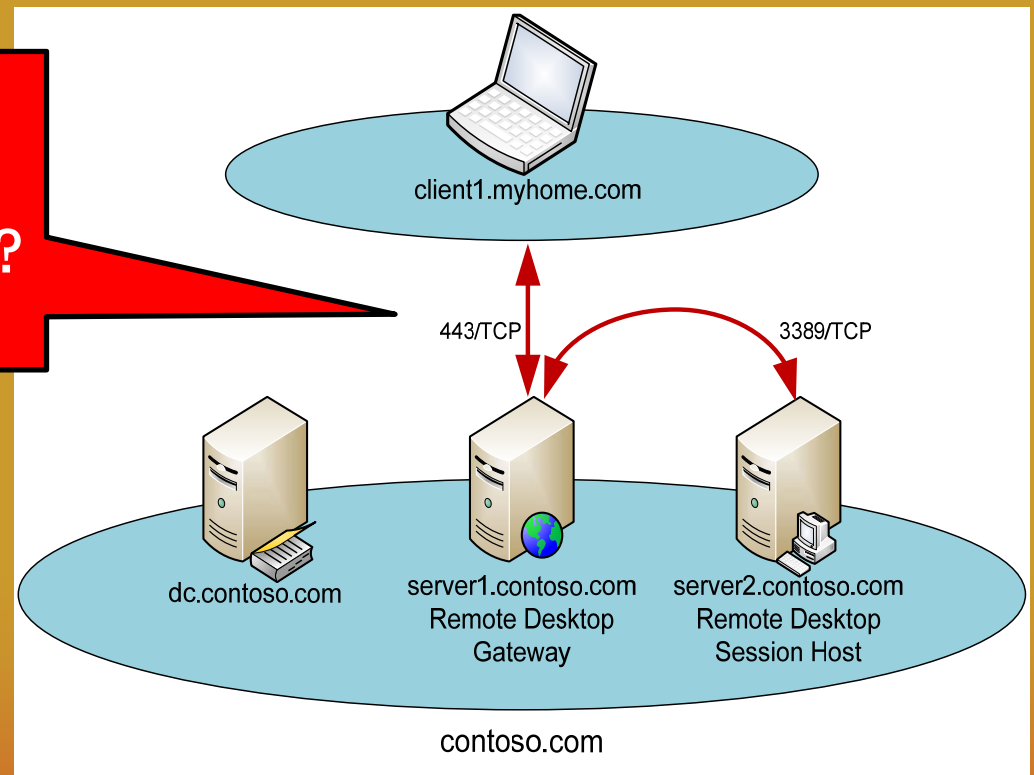 client1.myhome.com
?
443/TCP
3389/TCP
dc.contoso.com
server1.contoso.com
Remote Desktop
Gateway
server2.contoso.com
Remote Desktop
Session Host
contoso.com